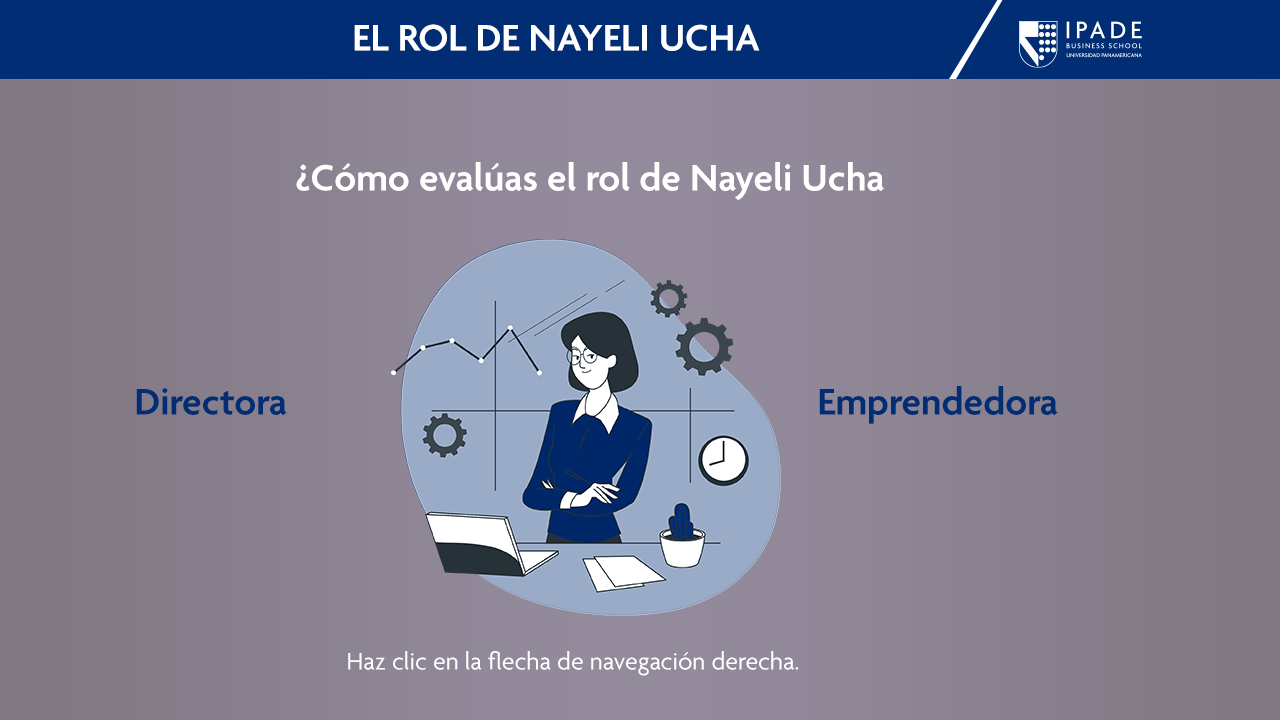 EL ROL DE NAYELI UCHA
IPADE
BUSINESS SCHOOL
UNIVERSIDAD PANAMERICANA
¿Cómo evalúas el rol de Nayeli Ucha
Directora
Emprendedora
Haz clic en la flecha de navegación derecha.